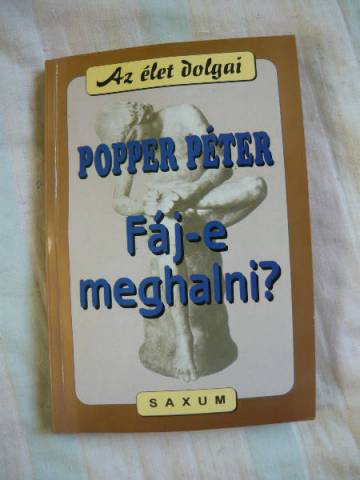 Az élet dolgai
POPPER PÉTER
Fáj-e
meghalni?
SAXUM